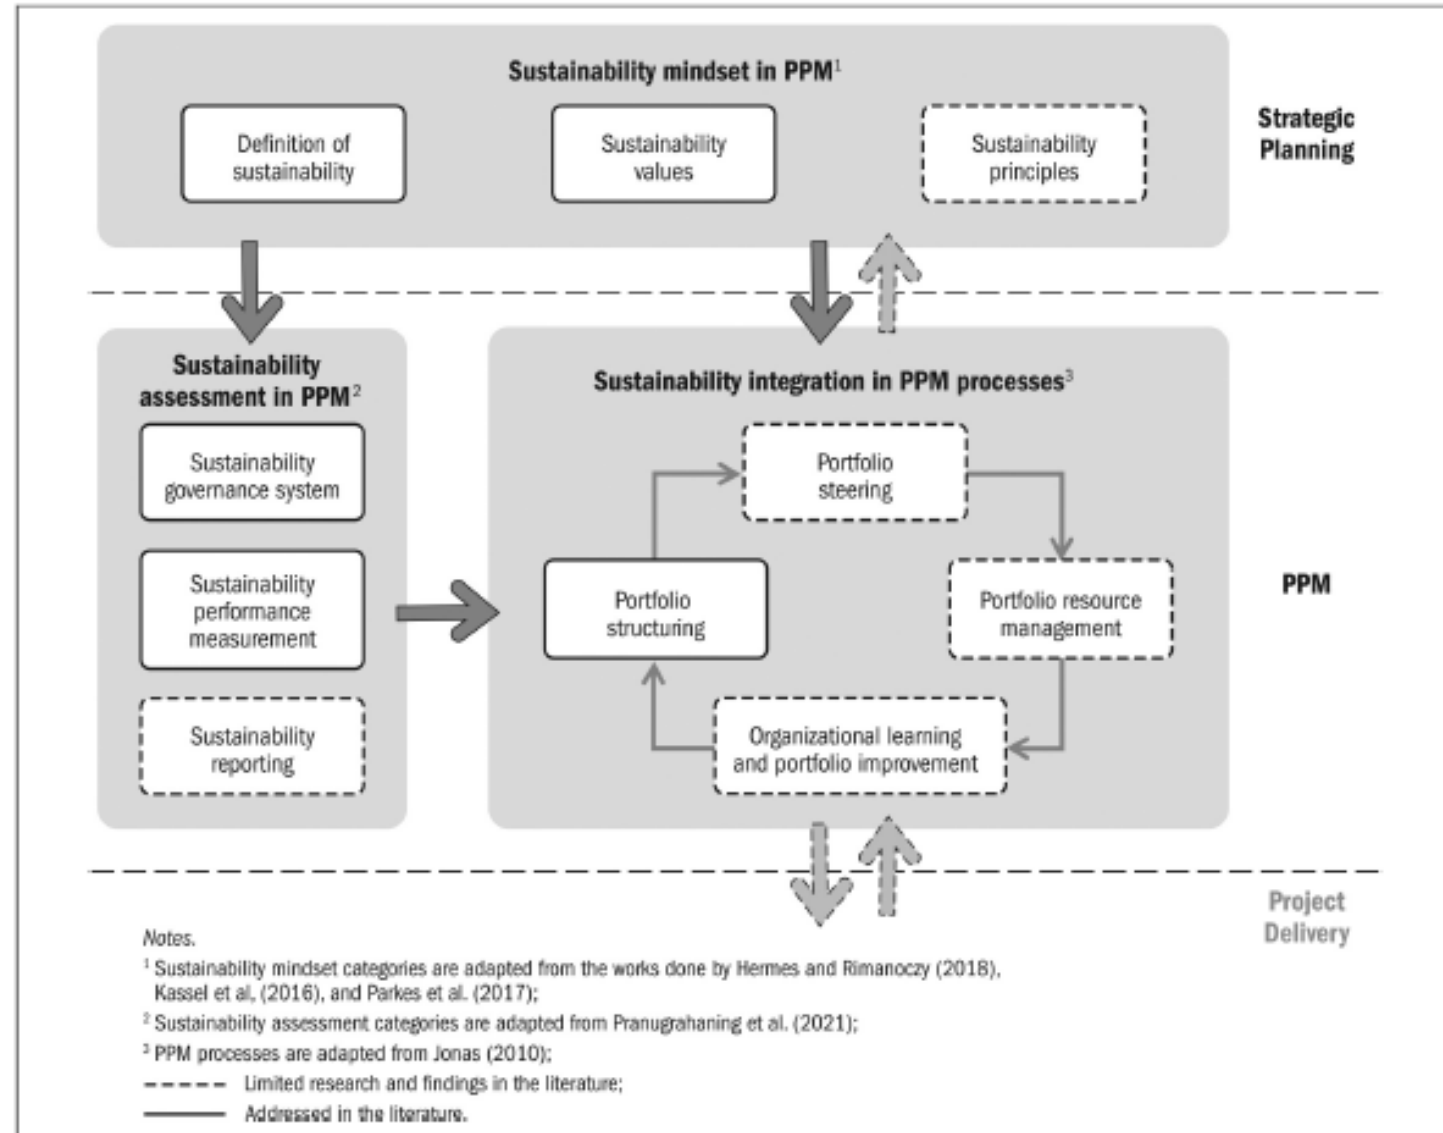 Sustainability mindset in PPM¹
Definition of
sustainability
Sustainability
values
Sustainability
principles
Strategic
Planning
Sustainability
assessment in PPM²
Sustainability
governance system
Sustainability
performance
measurement
Sustainability
reporting
Sustainability integration in PPM processes³
Portfolio
steering
Portfolio
structuring
Portfolio resource
management
Organizational learning
and portfolio improvement
PPM
Project
Delivery
Notes.
¹ Sustainability mindset categories are adapted from the works done by Hermes and Rimanoczy (2018),
Kassel et al, (2016), and Parkes et al. (2017);
² Sustainability assessment categories are adapted from Pranugrahaning et al. (2021);
³ PPM processes are adapted from Jonas (2010);
Limited research and findings in the literature;
Addressed in the literature.